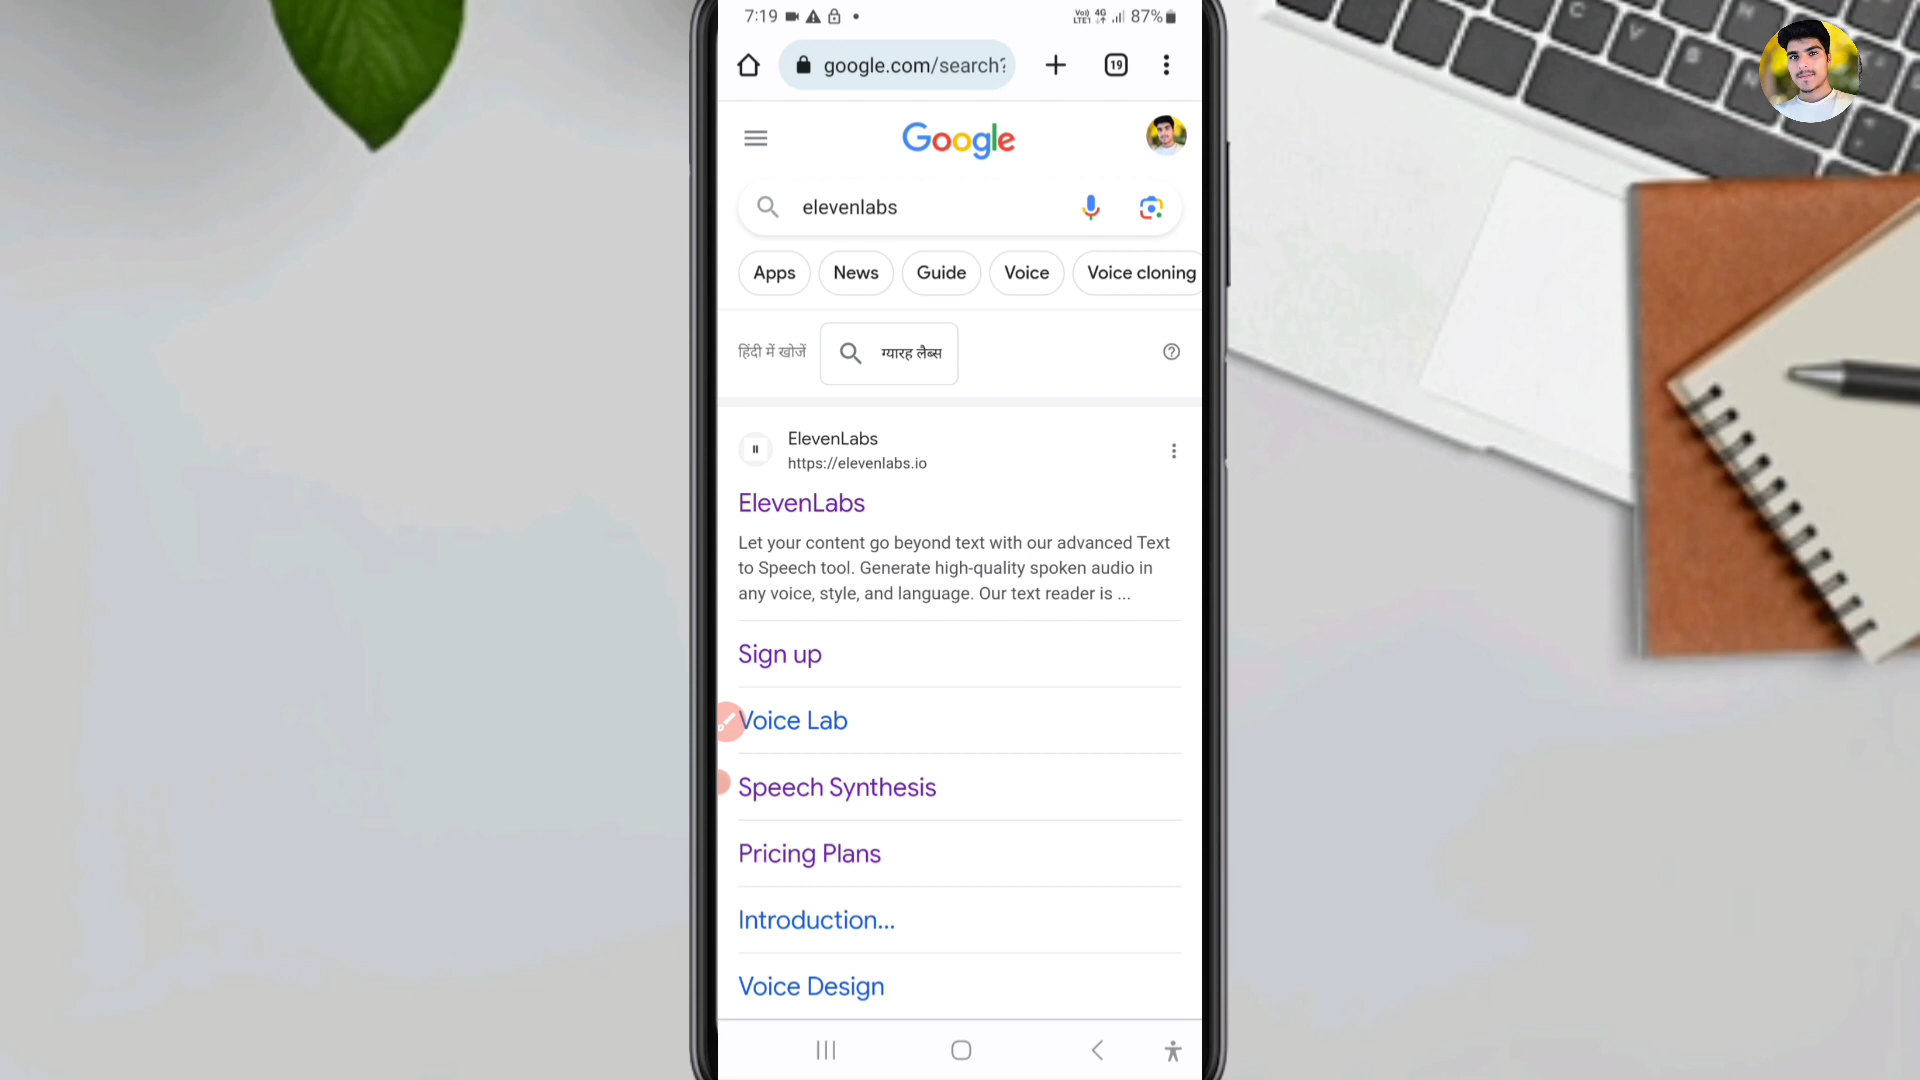 7:19
Vo) 4G
LTE1
87%
google.com/search?
19
Google
elevenlabs
Apps
News
Guide
Voice
Voice cloning
हिंदी में खोजें
ग्यारह लैब्स
ElevenLabs
https://elevenlabs.io
ElevenLabs
Let your content go beyond text with our advanced Text
to Speech tool. Generate high-quality spoken audio in
any voice, style, and language. Our text reader is ...
Sign up
Voice Lab
Speech Synthesis
Pricing Plans
Introduction...
Voice Design